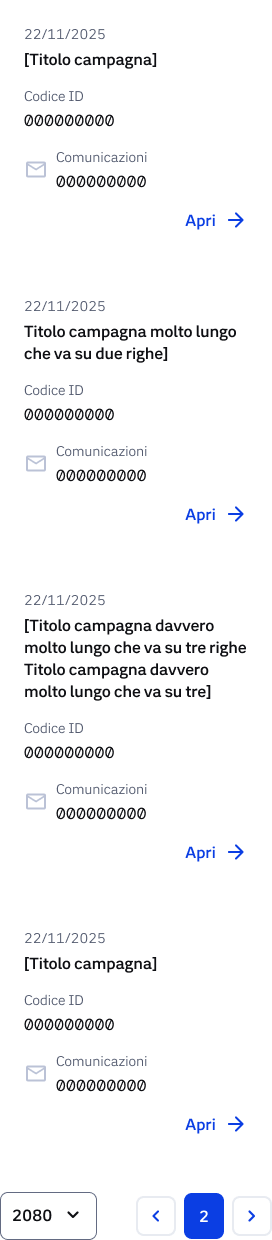 22/11/2025
[Titolo campagna]
Codice ID
000000000
Comunicazioni
000000000
Apri
22/11/2025
Titolo campagna molto lungo
che va su due righe]
Codice ID
000000000
Comunicazioni
000000000
Apri
22/11/2025
[Titolo campagna davvero
molto lungo che va su tre righe
Titolo campagna davvero
molto lungo che va su tre]
Codice ID
000000000
Comunicazioni
000000000
Apri
22/11/2025
[Titolo campagna]
Codice ID
000000000
Comunicazioni
000000000
Apri
2080
2